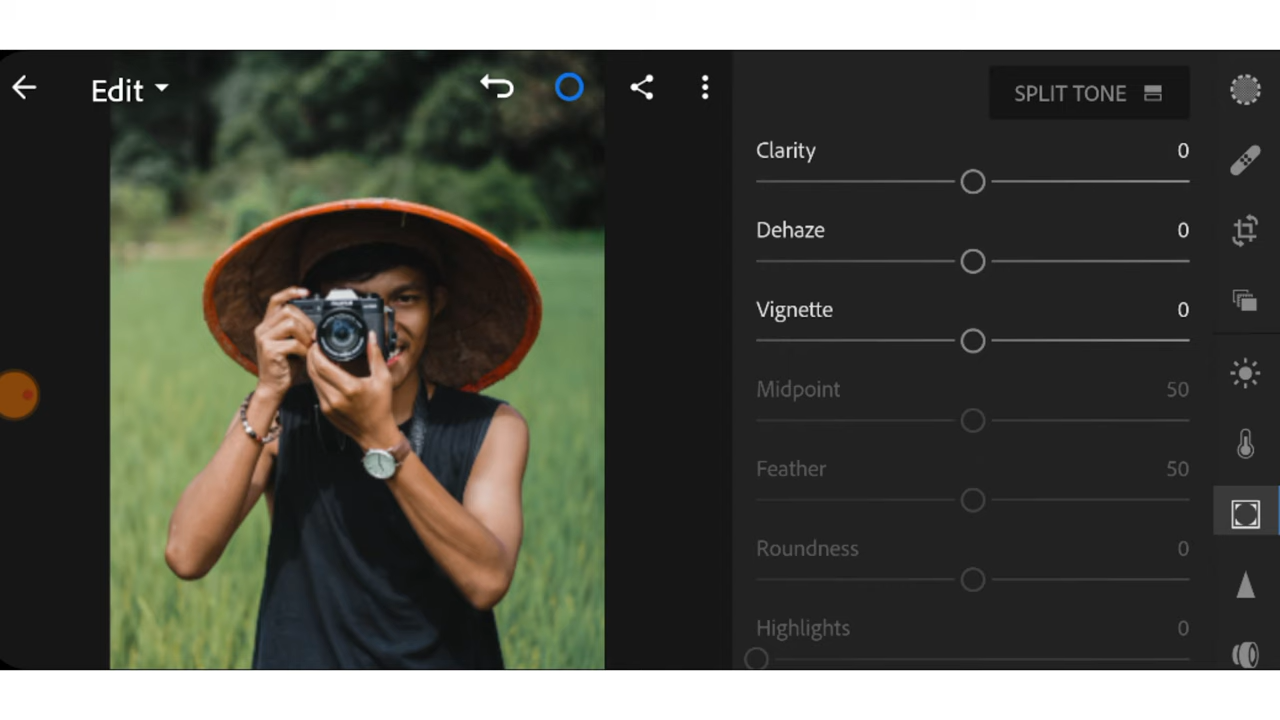 Edit
SPLIT TONE
Clarity 0
Dehaze 0
Vignette 0
Midpoint 50
Feather 50
Roundness 0
Highlights 0